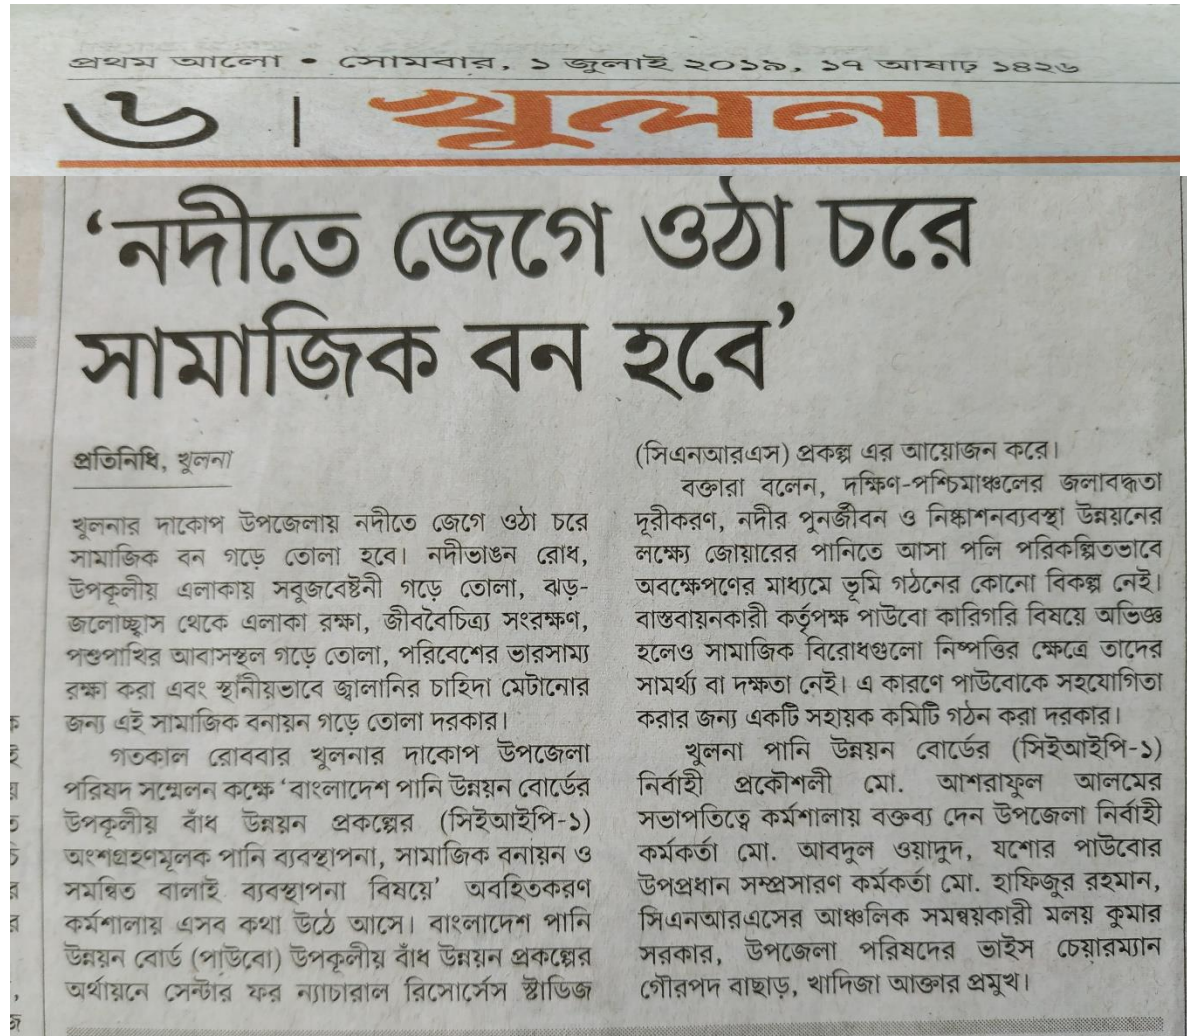 প্রথম আলো • সোমবার, ১ জুলাই ২০১৯, ১৭ আষাঢ় ১৪২৬
৬ | খুলনা
‘নদীতে জেগে ওঠা চরে
সামাজিক বন হবে’
প্রতিনিধি, খুলনা
খুলনার দাকোপ উপজেলায় নদীতে জেগে ওঠা চরে
সামাজিক বন গড়ে তোলা হবে। নদীভাঙন রোধ,
উপকূলীয় এলাকায় সবুজবেষ্টনী গড়ে তোলা, ঝড়-
জলোচ্ছ্বাস থেকে এলাকা রক্ষা, জীববৈচিত্র্য সংরক্ষণ,
পশুপাখির আবাসস্থল গড়ে তোলা, পরিবেশের ভারসাম্য
রক্ষা করা এবং স্থানীয়ভাবে জ্বালানির চাহিদা মেটানোর
জন্য এই সামাজিক বনায়ন গড়ে তোলা দরকার।
গতকাল রোববার খুলনার দাকোপ উপজেলা
পরিষদ সম্মেলন কক্ষে ‘বাংলাদেশ পানি উন্নয়ন বোর্ডের
উপকূলীয় বাঁধ উন্নয়ন প্রকল্পের (সিইআইপি-১)
অংশগ্রহণমূলক পানি ব্যবস্থাপনা, সামাজিক বনায়ন ও
সমন্বিত বালাই ব্যবস্থাপনা বিষয়ে’ অবহিতকরণ
কর্মশালায় এসব কথা উঠে আসে। বাংলাদেশ পানি
উন্নয়ন বোর্ড (পাউবো) উপকূলীয় বাঁধ উন্নয়ন প্রকল্পের
অর্থায়নে সেন্টার ফর ন্যাচারাল রিসোর্সেস স্টাডিজ
(সিএনআরএস) প্রকল্প এর আয়োজন করে।
বক্তারা বলেন, দক্ষিণ-পশ্চিমাঞ্চলের জলাবদ্ধতা
দূরীকরণ, নদীর পুনর্জীবন ও নিষ্কাশনব্যবস্থা উন্নয়নের
লক্ষ্যে জোয়ারের পানিতে আসা পলি পরিকল্পিতভাবে
অবক্ষেপণের মাধ্যমে ভূমি গঠনের কোনো বিকল্প নেই।
বাস্তবায়নকারী কর্তৃপক্ষ পাউবো কারিগরি বিষয়ে অভিজ্ঞ
হলেও সামাজিক বিরোধগুলো নিষ্পত্তির ক্ষেত্রে তাদের
সামর্থ্য বা দক্ষতা নেই। এ কারণে পাউবোকে সহযোগিতা
করার জন্য একটি সহায়ক কমিটি গঠন করা দরকার।
খুলনা পানি উন্নয়ন বোর্ডের (সিইআইপি-১)
নির্বাহী প্রকৌশলী মো. আশরাফুল আলমের
সভাপতিত্বে কর্মশালায় বক্তব্য দেন উপজেলা নির্বাহী
কর্মকর্তা মো. আবদুল ওয়াদুদ, যশোর পাউবোর
উপপ্রধান সম্প্রসারণ কর্মকর্তা মো. হাফিজুর রহমান,
সিএনআরএসের আঞ্চলিক সমন্বয়কারী মলয় কুমার
সরকার, উপজেলা পরিষদের ভাইস চেয়ারম্যান
গৌরপদ বাছাড়, খাদিজা আক্তার প্রমুখ।